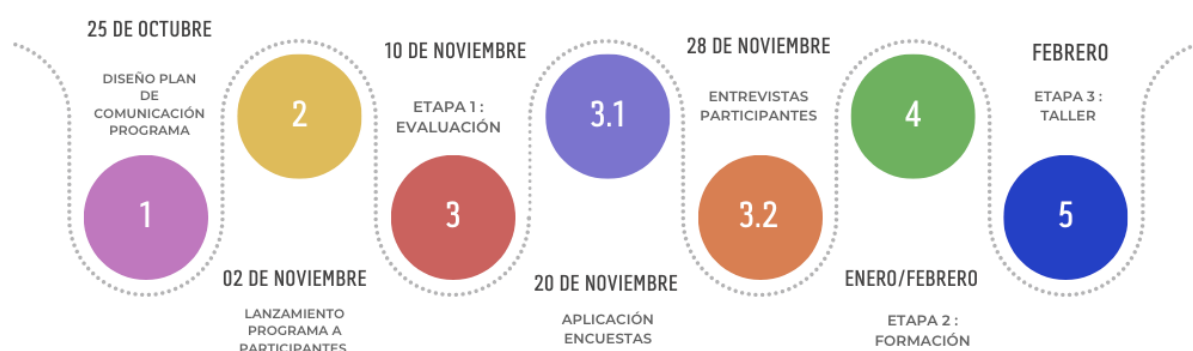 25 DE OCTUBRE
DISEÑO PLAN
DE
COMUNICACIÓN
PROGRAMA
1
2
02 DE NOVIEMBRE
LANZAMIENTO
PROGRAMA A
PARTICIPANTES
10 DE NOVIEMBRE
ETAPA 1 :
EVALUACIÓN
3
3.1
20 DE NOVIEMBRE
APLICACIÓN
ENCUESTAS
28 DE NOVIEMBRE
ENTREVISTAS
PARTICIPANTES
3.2
4
ENERO/FEBRERO
ETAPA 2 :
FORMACIÓN
FEBRERO
ETAPA 3 :
TALLER
5